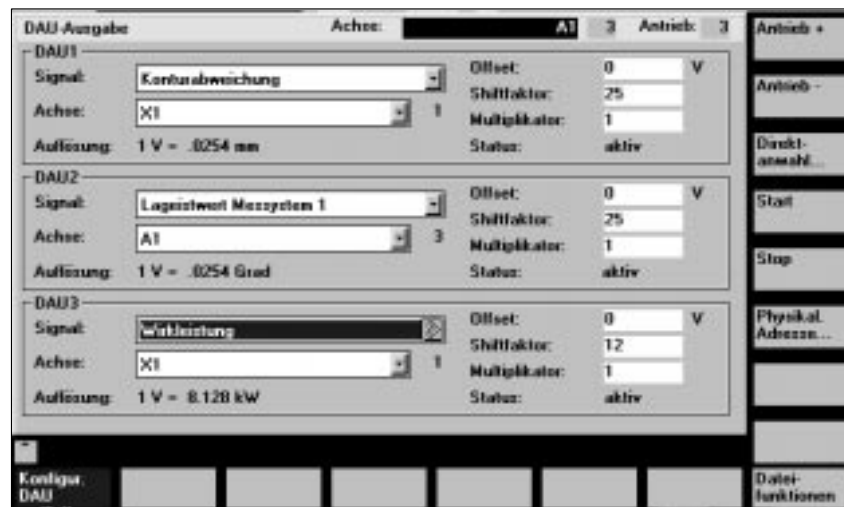 DAU-Ausgabe Achse: A1 3 Antrieb: 3
DAU1
Signal: Konturabweichung
Achse: X1 1
Auflösung: 1 V = .0254 mm
Offset: 0 V
Shiftfaktor: 25
Multiplikator: 1
Status: aktiv
DAU2
Signal: Lageistwert Messsystem 1
Achse: A1 3
Auflösung: 1 V = .0254 Grad
Offset: 0 V
Shiftfaktor: 25
Multiplikator: 1
Status: aktiv
DAU3
Signal: Wirkleistung
Achse: X1 1
Auflösung: 1 V = 8.128 kW
Offset: 0 V
Shiftfaktor: 12
Multiplikator: 1
Status: aktiv
Antrieb +
Antrieb -
Direkt-
anwahl...
Start
Stop
Physikal.
Adresse...
Konfigur.
DAU
Datei-
funktionen